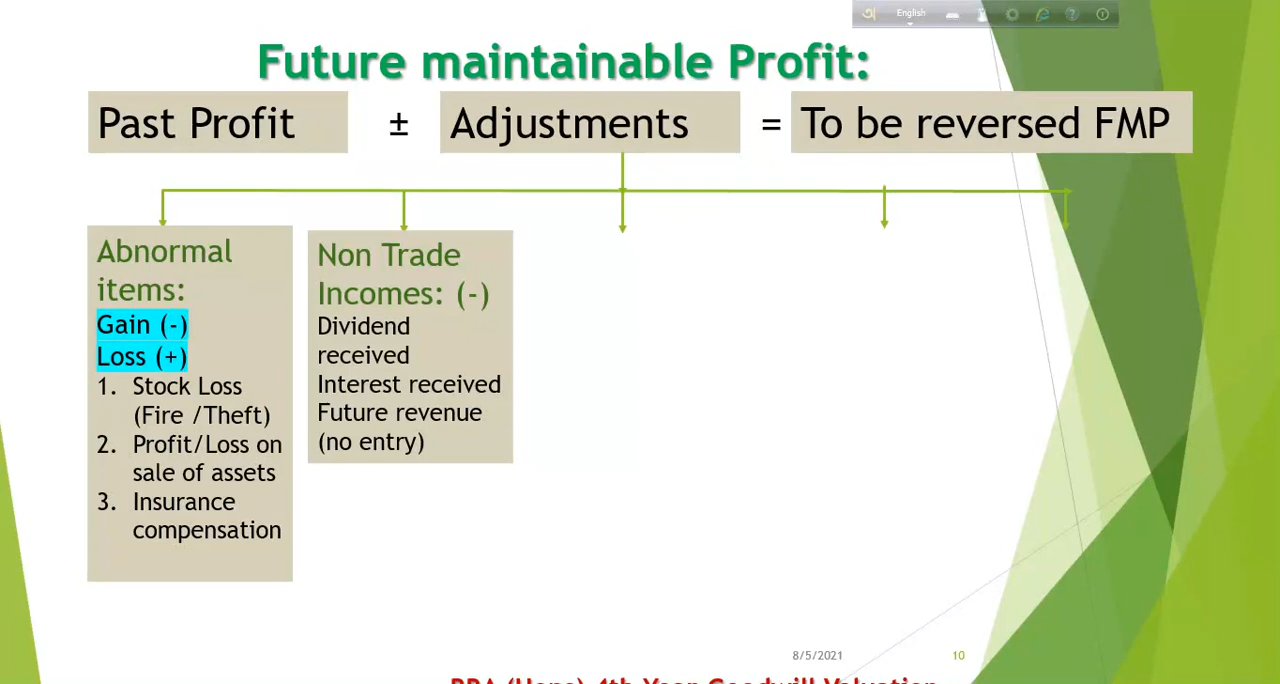 English
Future maintainable Profit:
Past Profit ± Adjustments = To be reversed FMP
Abnormal
items:
Gain (-)
Loss (+)
1. Stock Loss
(Fire /Theft)
2. Profit/Loss on
sale of assets
3. Insurance
compensation
Non Trade
Incomes: (-)
Dividend
received
Interest received
Future revenue
(no entry)
8/5/2021 10
BBA (Hons) 4th Year Goodwill Valuation